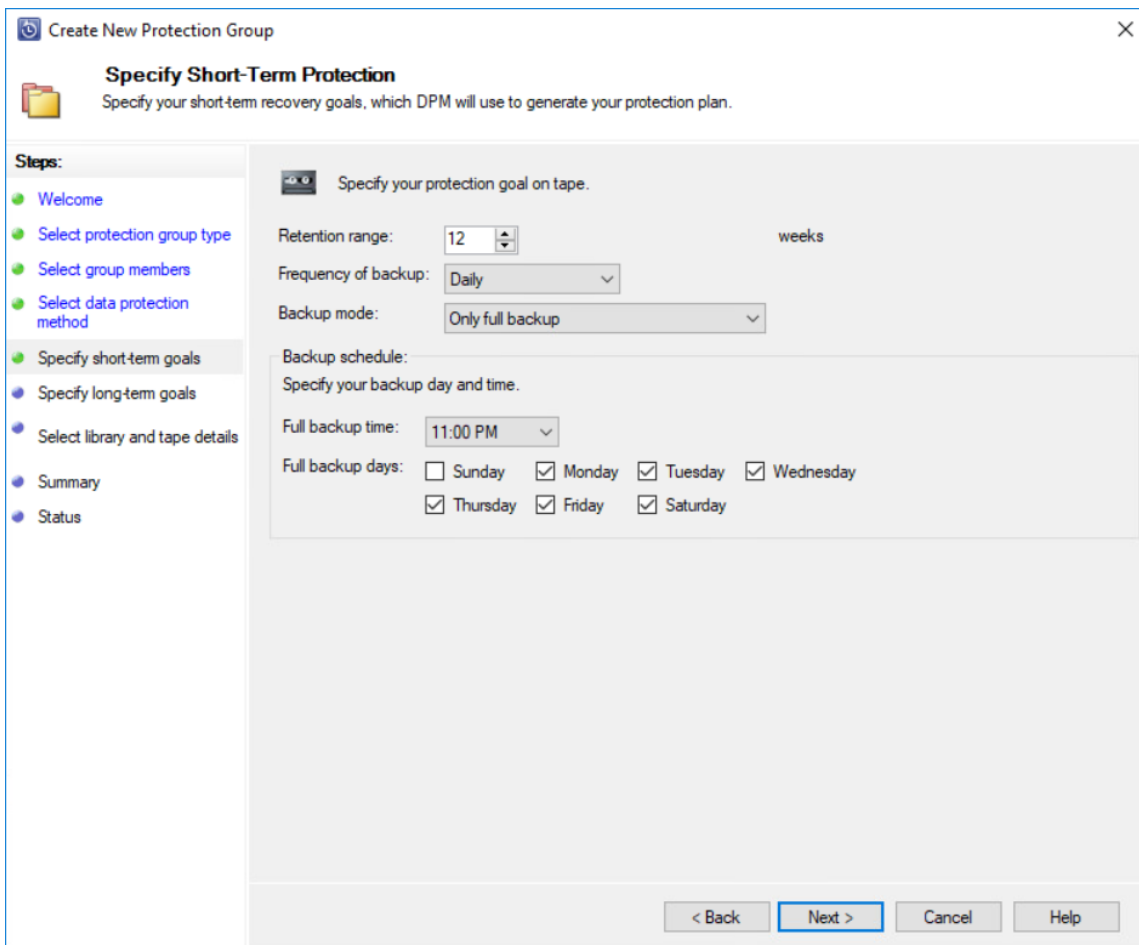 Create New Protection Group
Specify Short-Term Protection
Specify your short-term recovery goals, which DPM will use to generate your protection plan.
Steps:
Welcome
Select protection group type
Select group members
Select data protection
method
Specify short-term goals
Specify long-term goals
Select library and tape details
Summary
Status
Specify your protection goal on tape.
Retention range: 12 weeks
Frequency of backup: Daily
Backup mode: Only full backup
Backup schedule:
Specify your backup day and time.
Full backup time: 11:00 PM
Full backup days: Sunday Monday Tuesday Wednesday
Thursday Friday Saturday
< Back Next > Cancel Help